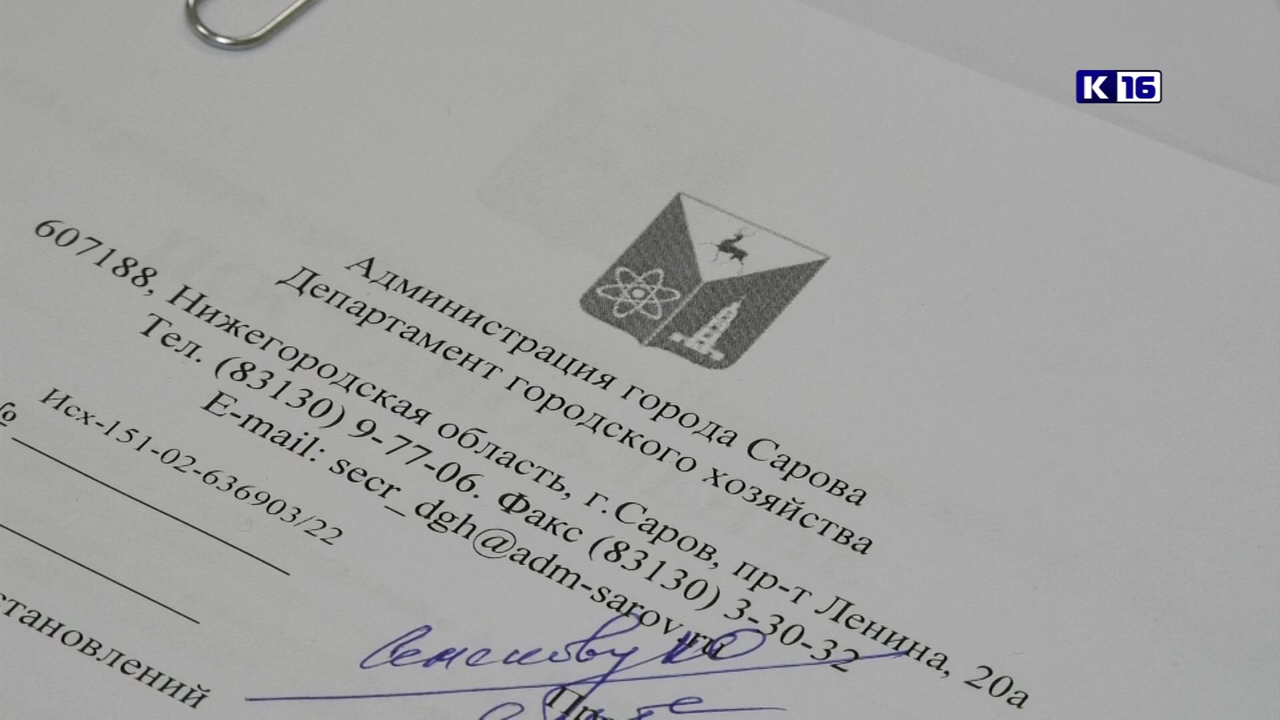 К 16
Администрация города Сарова
Департамент городского хозяйства
607188, Нижегородская область, г.Саров, пр-т Ленина, 20а
Тел. (83130) 9-77-06. Факс (83130) 3-30-32
E-mail: secr_dgh@adm-sarov.ru
Исх-151-02-636903/22
становлений